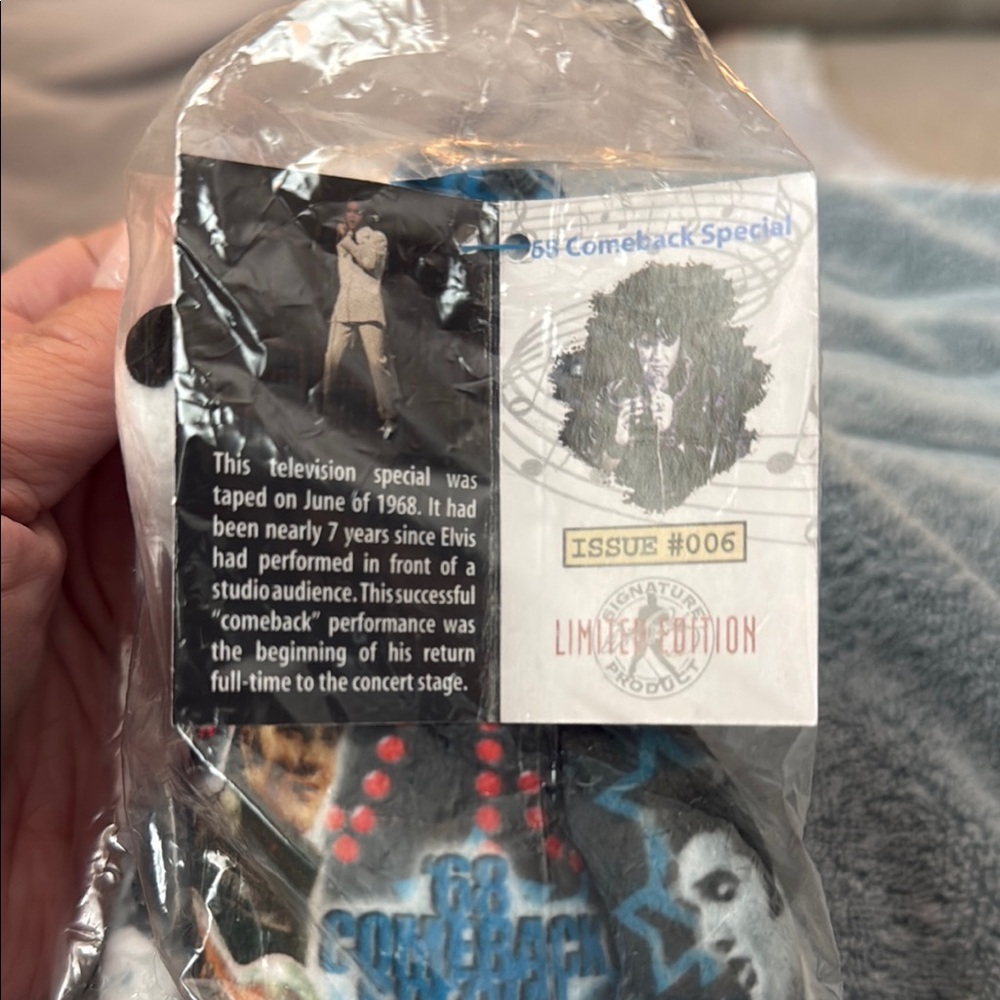 This television special was
taped on June of 1968. It had
been nearly 7 years since Elvis
had performed in front of a
studio audience. This successful
"comeback" performance was
the beginning of his return
full-time to the concert stage.
68 Comeback Special
ISSUE #006
SIGNATURE
LIMITED EDITION
PRODUCT
'68
COMEBACK